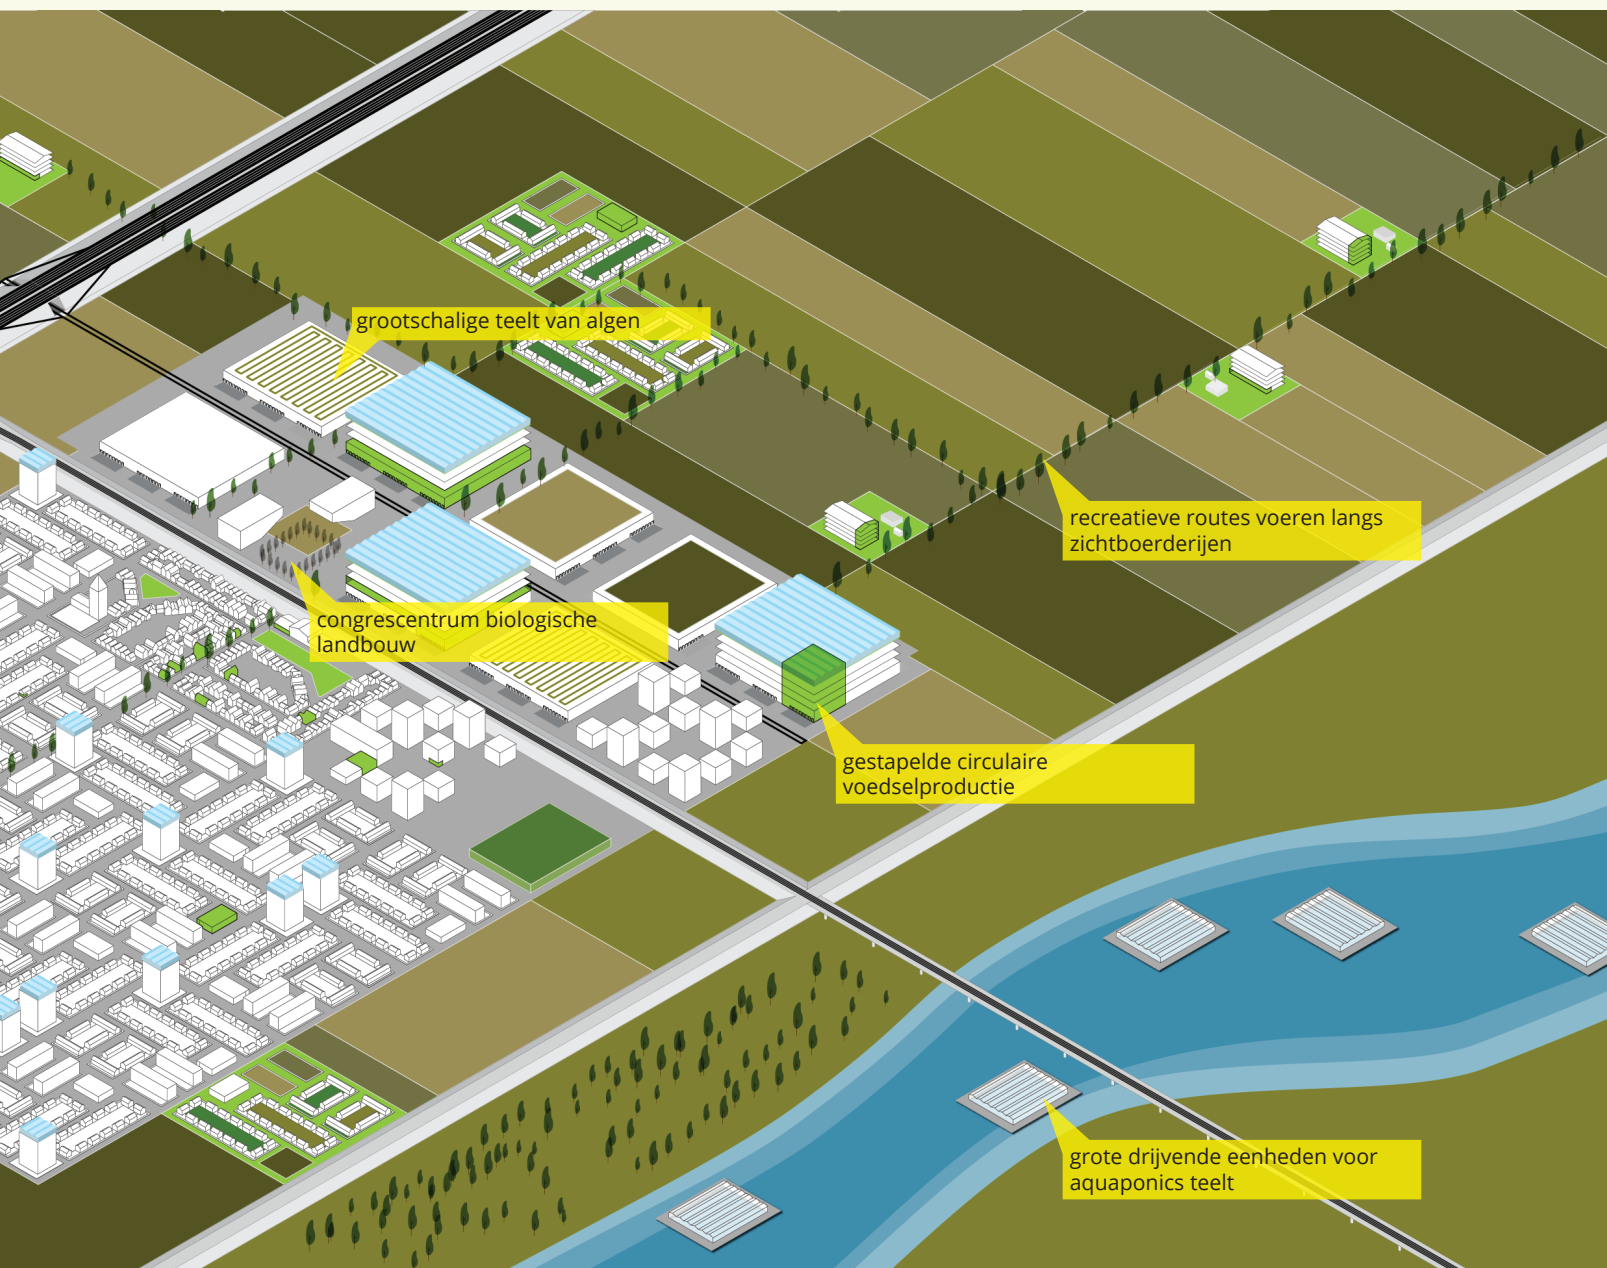 grootschalige teelt van algen
recreatieve routes voeren langs
zichtboerderijen
congrescentrum biologische
landbouw
gestapelde circulaire
voedselproductie
grote drijvende eenheden voor
aquaponics teelt